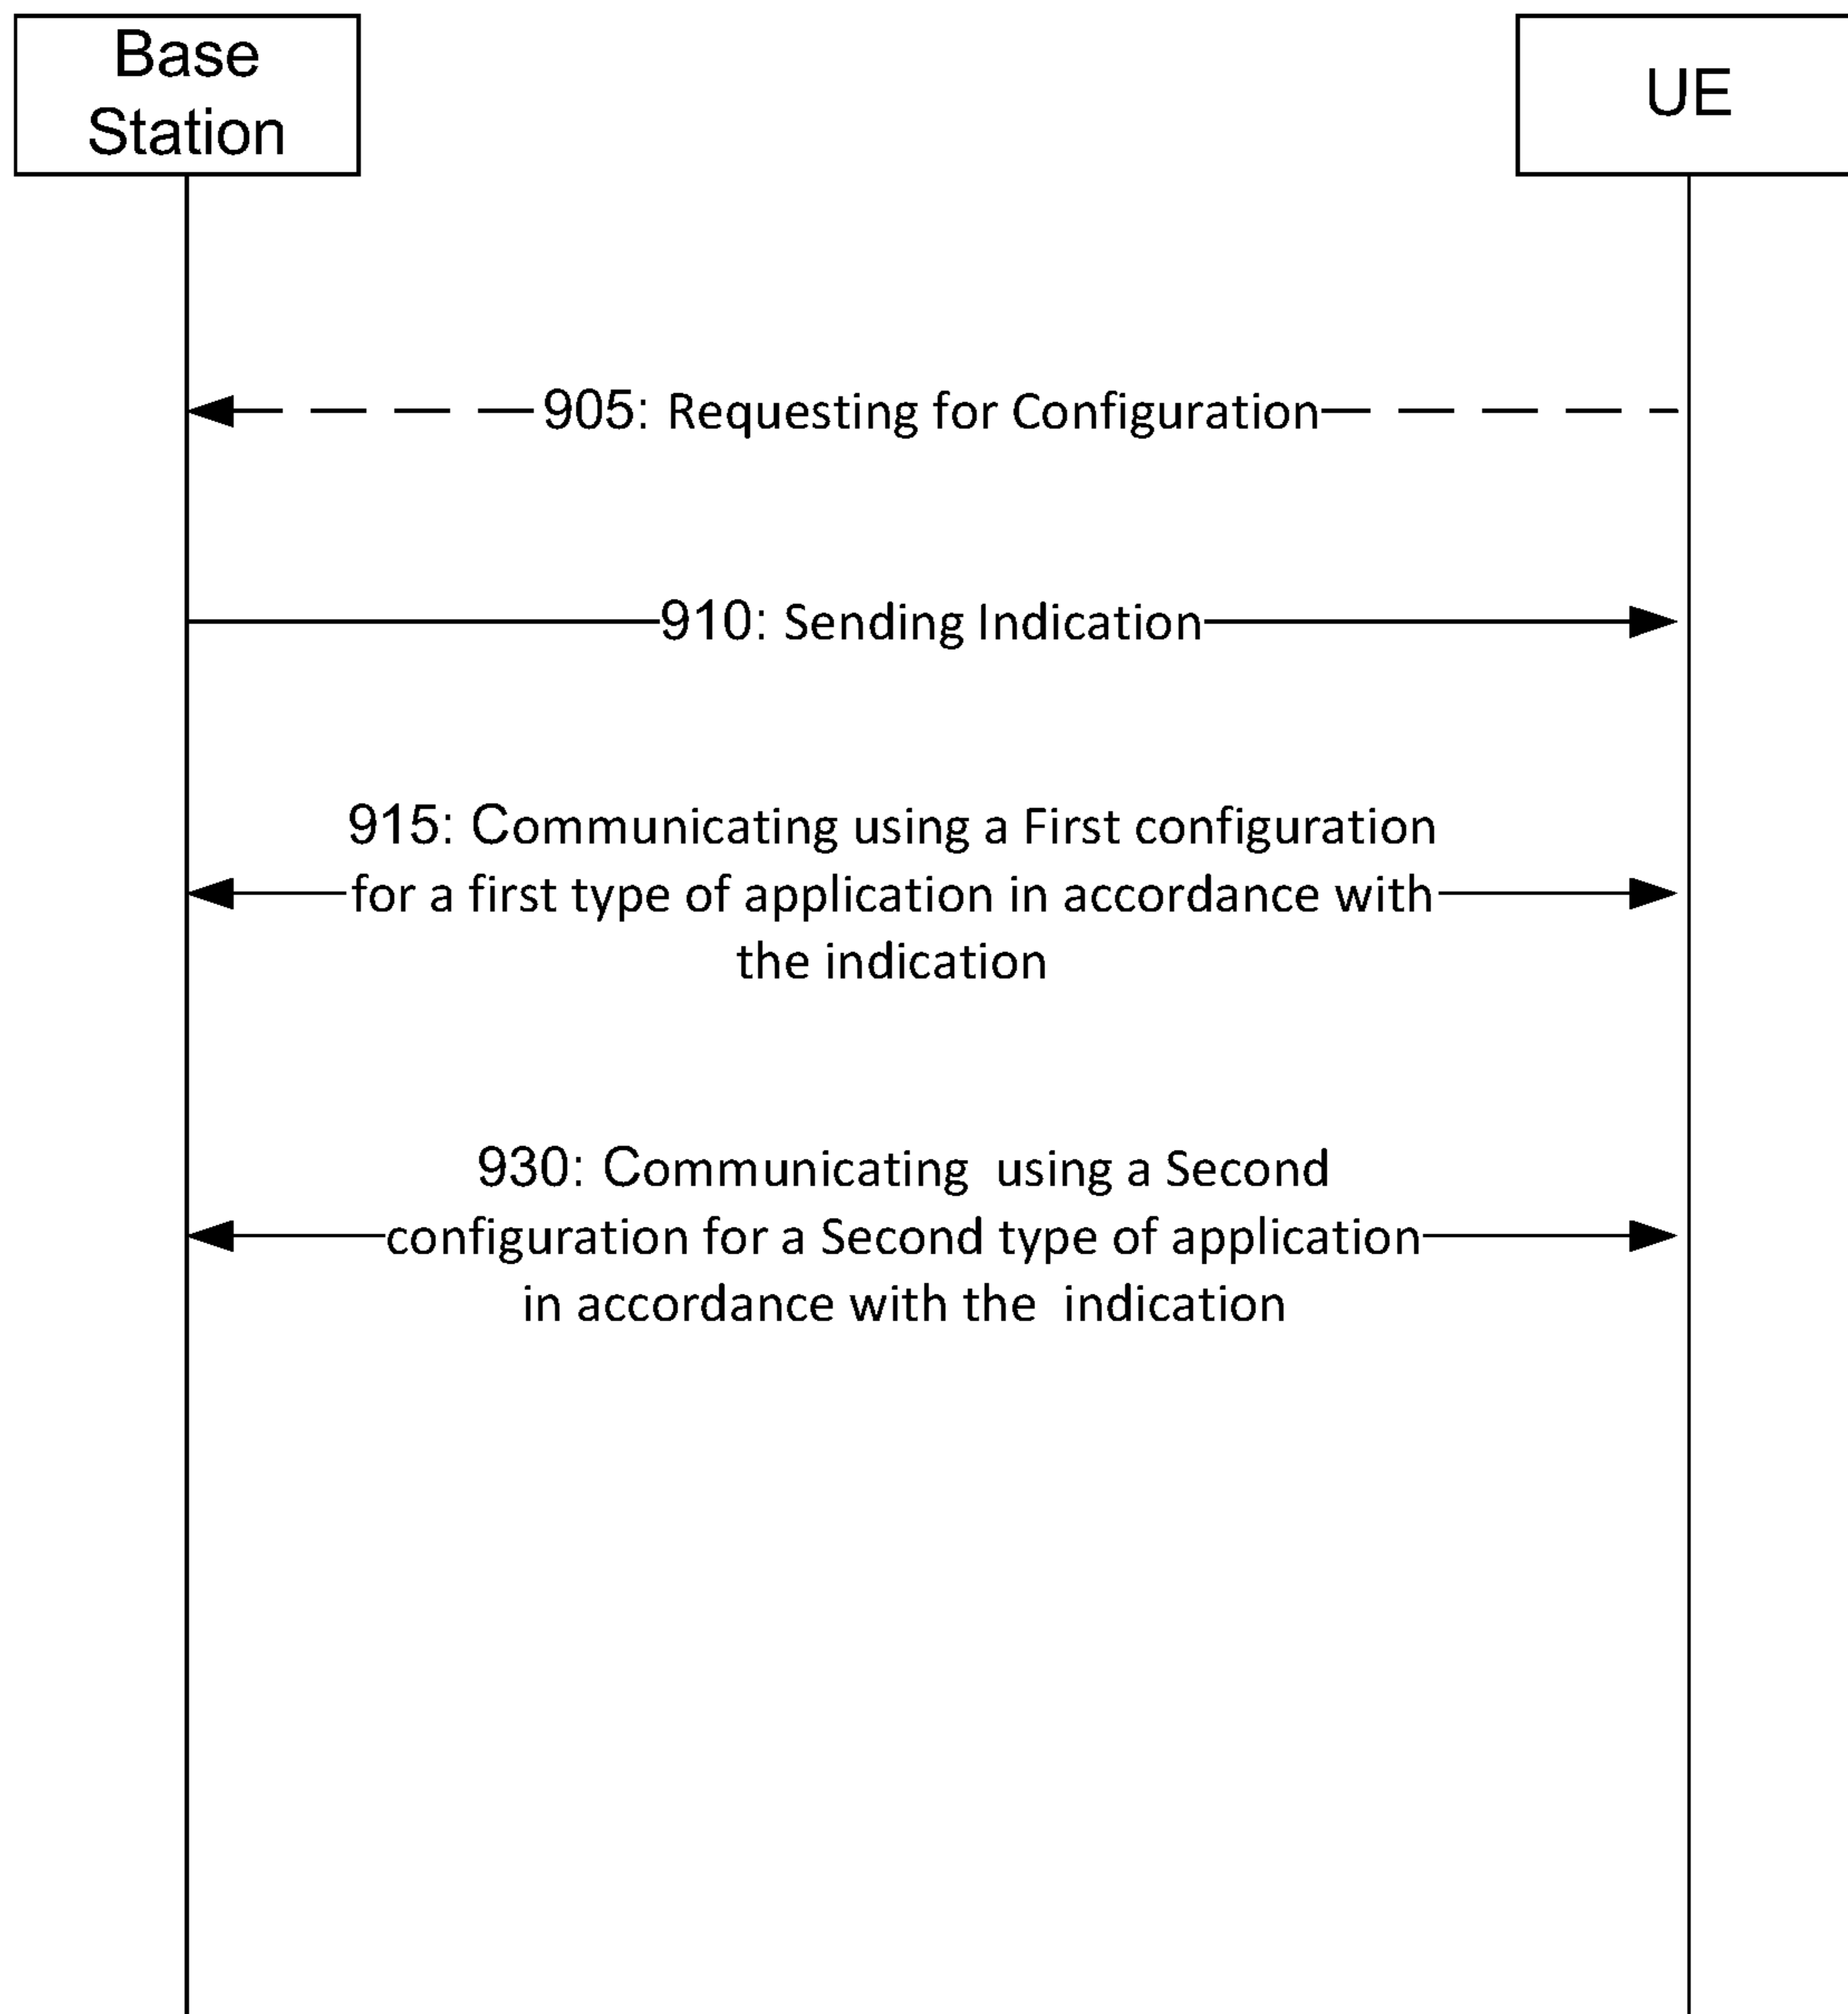 Base
Station
UE
905: Requesting for Configuration
910: Sending Indication
915: Communicating using a First configuration
for a first type of application in accordance with
the indication
930: Communicating  using a Second
configuration for a Second type of application
in accordance with the  indication